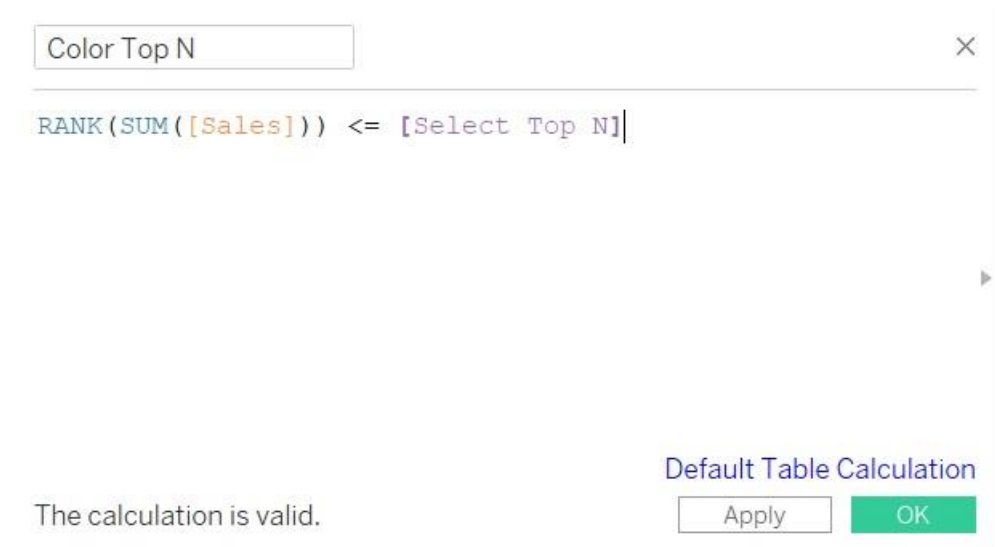 Color Top N
RANK(SUM([Sales])) <= [Select Top N]
Default Table Calculation
The calculation is valid.
Apply
OK